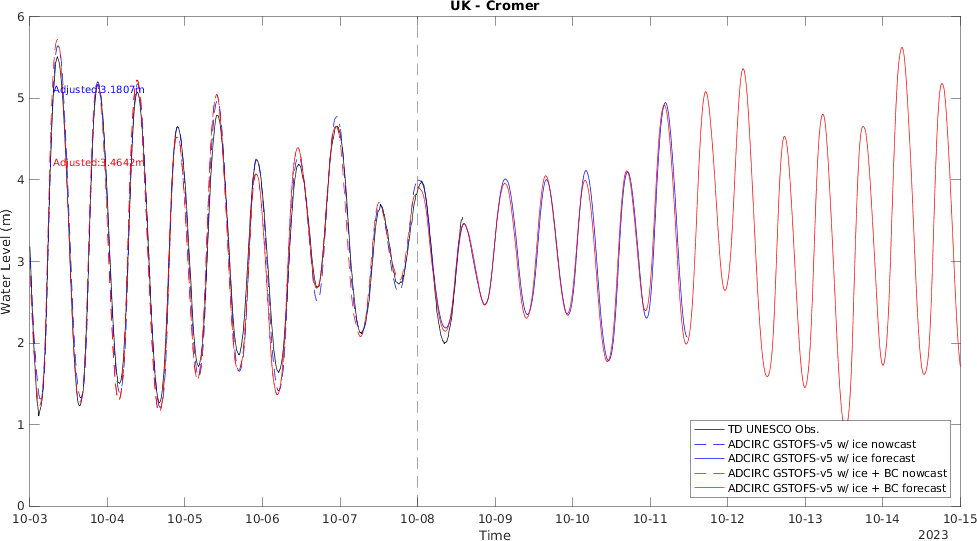 UK - Cromer
6
5
4
3
2
1
0
Water Level (m)
Adjusted:3.1807m
Adjusted:3.4642m
TD UNESCO Obs.
ADCIRC GSTOFS-v5 w/ ice nowcast
ADCIRC GSTOFS-v5 w/ ice forecast
ADCIRC GSTOFS-v5 w/ ice + BC nowcast
ADCIRC GSTOFS-v5 w/ ice + BC forecast
10-03 10-04 10-05 10-06 10-07 10-08 10-09 10-10 10-11 10-12 10-13 10-14 10-15
Time
2023